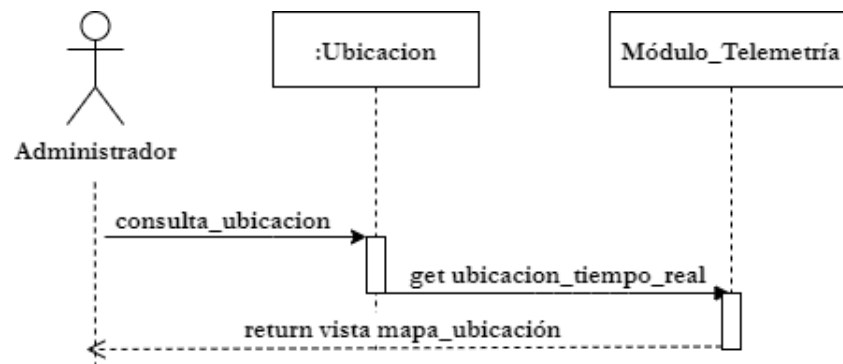 :Ubicacion
Módulo_Telemetría
Administrador
consulta_ubicacion
get ubicacion_tiempo_real
return vista mapa_ubicación